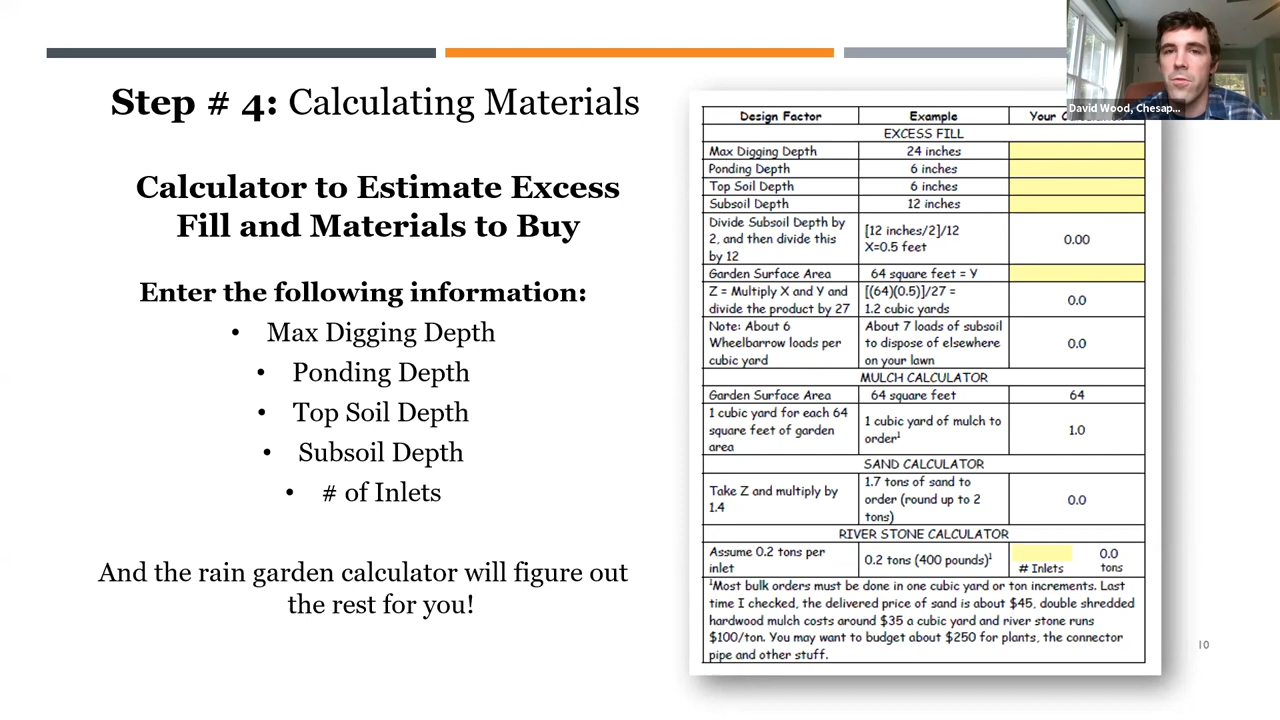 Step # 4: Calculating Materials
Calculator to Estimate Excess
Fill and Materials to Buy
Enter the following information:
• Max Digging Depth
• Ponding Depth
• Top Soil Depth
• Subsoil Depth
• # of Inlets
And the rain garden calculator will figure out
the rest for you!
David Wood, Chesap...
Design Factor Example Your
EXCESS FILL
Max Digging Depth 24 inches
Ponding Depth 6 inches
Top Soil Depth 6 inches
Subsoil Depth 12 inches
Divide Subsoil Depth by
2, and then divide this
by 12
[12 inches/2]/12
X=0.5 feet
0.00
Garden Surface Area 64 square feet = Y
Z = Multiply X and Y and
divide the product by 27
[(64)(0.5)]/27 =
1.2 cubic yards
0.0
Note: About 6
Wheelbarrow loads per
cubic yard
About 7 loads of subsoil
to dispose of elsewhere
on your lawn
0.0
MULCH CALCULATOR
Garden Surface Area 64 square feet 64
1 cubic yard for each 64
square feet of garden
area
1 cubic yard of mulch to
order¹
1.0
SAND CALCULATOR
Take Z and multiply by
1.4
1.7 tons of sand to
order (round up to 2
tons)
0.0
RIVER STONE CALCULATOR
Assume 0.2 tons per
inlet
0.2 tons (400 pounds)¹
# Inlets
0.0
tons
¹Most bulk orders must be done in one cubic yard or ton increments. Last
time I checked, the delivered price of sand is about $45, double shredded
hardwood mulch costs around $35 a cubic yard and river stone runs
$100/ton. You may want to budget about $250 for plants, the connector
pipe and other stuff.
10